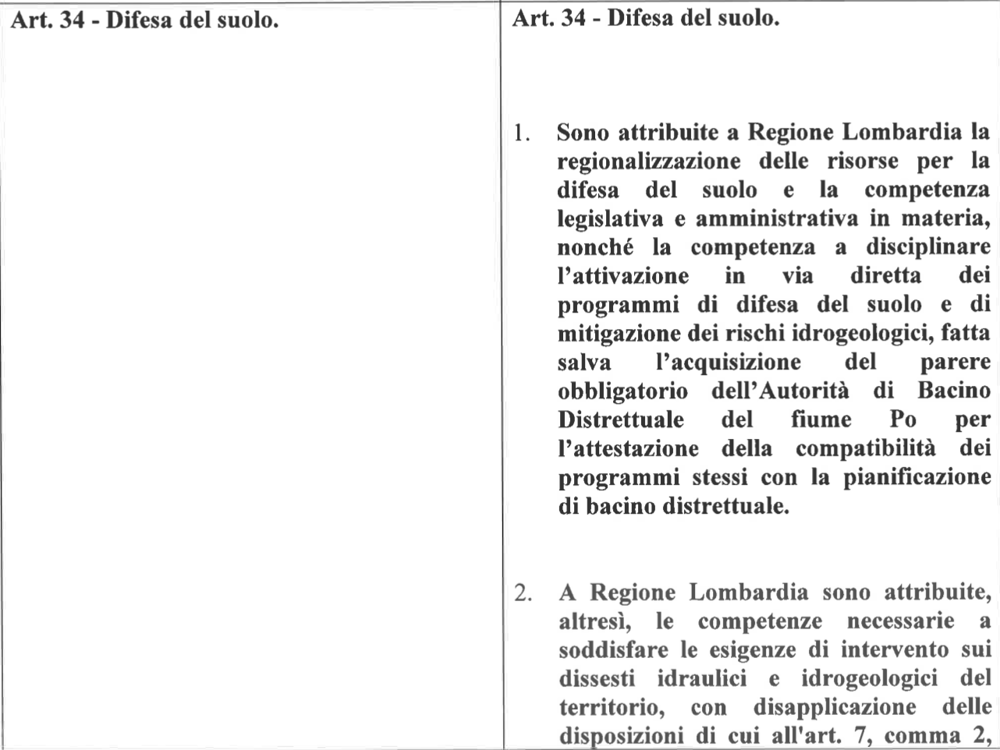 Art. 34 - Difesa del suolo.
Art. 34 - Difesa del suolo.
1. Sono attribuite a Regione Lombardia la
regionalizzazione delle risorse per la
difesa del suolo e la competenza
legislativa e amministrativa in materia,
nonché la competenza a disciplinare
l’attivazione in via diretta dei
programmi di difesa del suolo e di
mitigazione dei rischi idrogeologici, fatta
salva l’acquisizione del parere
obbligatorio dell’Autorità di Bacino
Distrettuale del fiume Po per
l’attestazione della compatibilità dei
programmi stessi con la pianificazione
di bacino distrettuale.
2. A Regione Lombardia sono attribuite,
altresì, le competenze necessarie a
soddisfare le esigenze di intervento sui
dissesti idraulici e idrogeologici del
territorio, con disapplicazione delle
disposizioni di cui all'art. 7, comma 2,